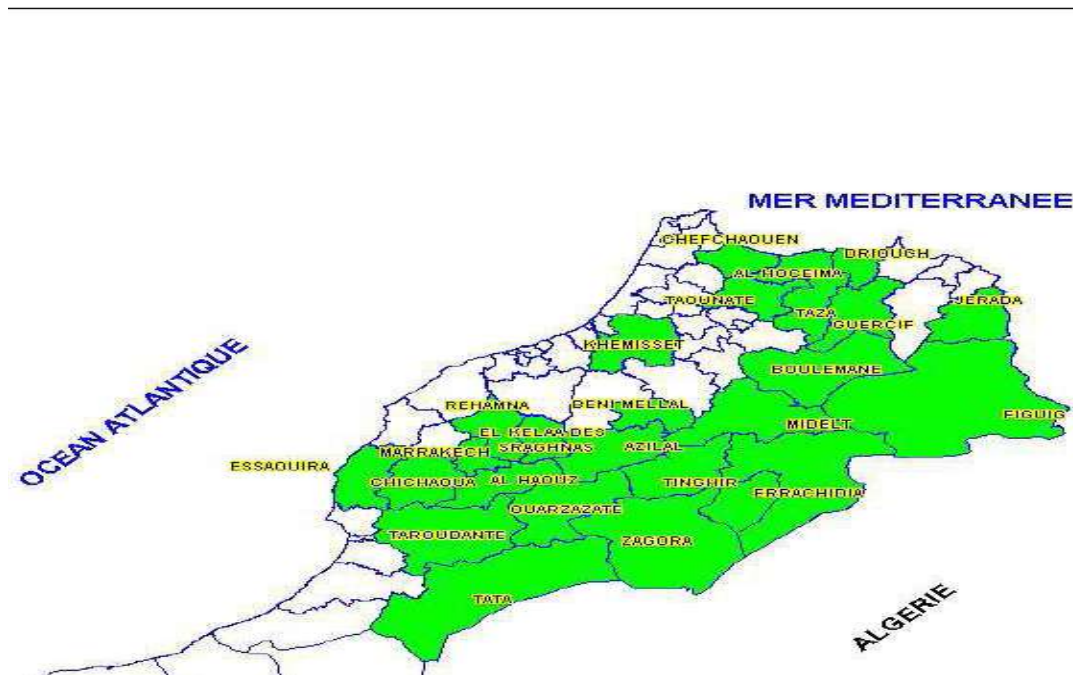 MER MEDITERRANEE
CHEFCHAOUEN
DRIOUGH
AL HOCEIMA
TAOUNATE
JERADA
TAZA
GUERCIF
KHEMISSET
OCEAN ATLANTIQUE
BOULEMANE
REHAMNA
BENI MELLAL
FIGUIG
EL KELAA DES
SRAGHNAS
MIDELT
AZILAL
MARRAKECH
ESSAOUIRA
CHICHAOUA
AL HAOUZ
TINGHIR
ERRACHIDIA
OUARZAZATE
TAROUDANTE
ZAGORA
TATA
ALGERIE